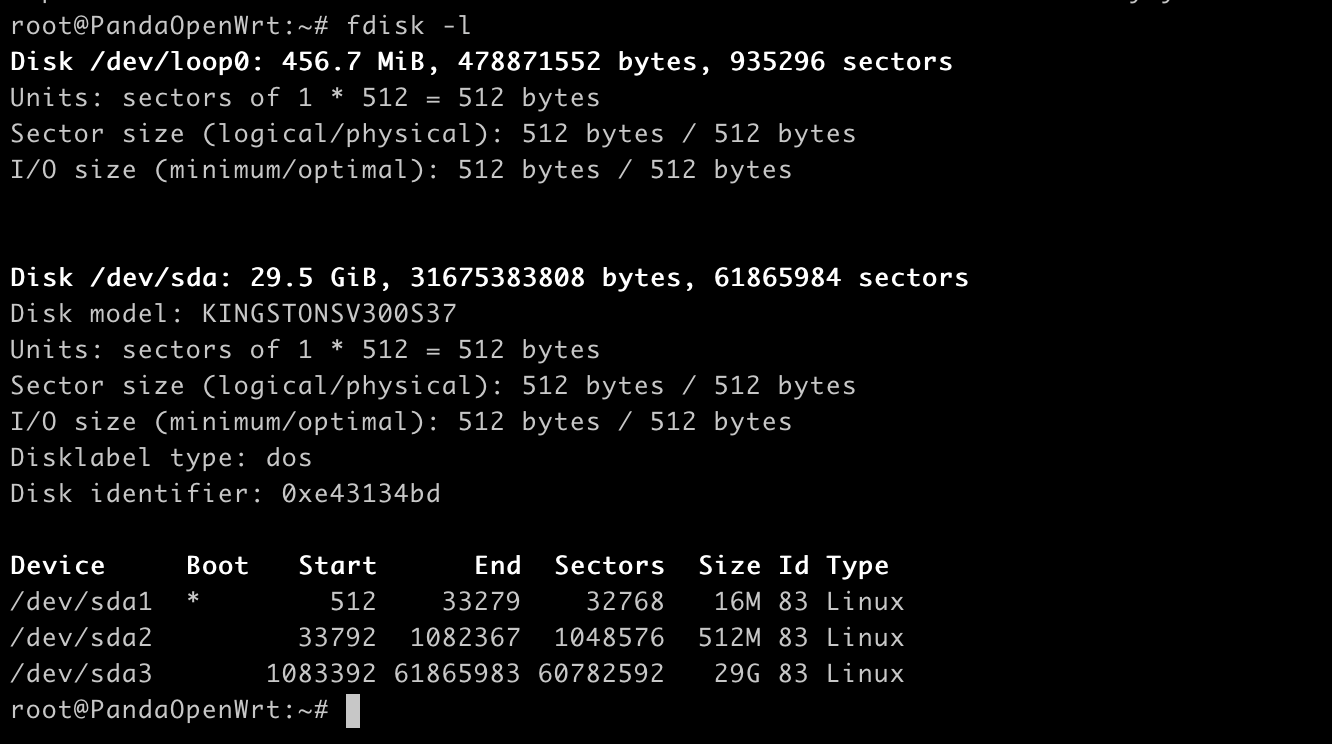 root@PandaOpenWrt:~# fdisk -l
Disk /dev/loop0: 456.7 MiB, 478871552 bytes, 935296 sectors
Units: sectors of 1 * 512 = 512 bytes
Sector size (logical/physical): 512 bytes / 512 bytes
I/O size (minimum/optimal): 512 bytes / 512 bytes
Disk /dev/sda: 29.5 GiB, 31675383808 bytes, 61865984 sectors
Disk model: KINGSTONSV300S37
Units: sectors of 1 * 512 = 512 bytes
Sector size (logical/physical): 512 bytes / 512 bytes
I/O size (minimum/optimal): 512 bytes / 512 bytes
Disklabel type: dos
Disk identifier: 0xe43134bd
Device     Boot   Start      End  Sectors  Size Id Type
/dev/sda1  *        512    33279    32768   16M 83 Linux
/dev/sda2         33792  1082367  1048576  512M 83 Linux
/dev/sda3       1083392 61865983 60782592   29G 83 Linux
root@PandaOpenWrt:~#